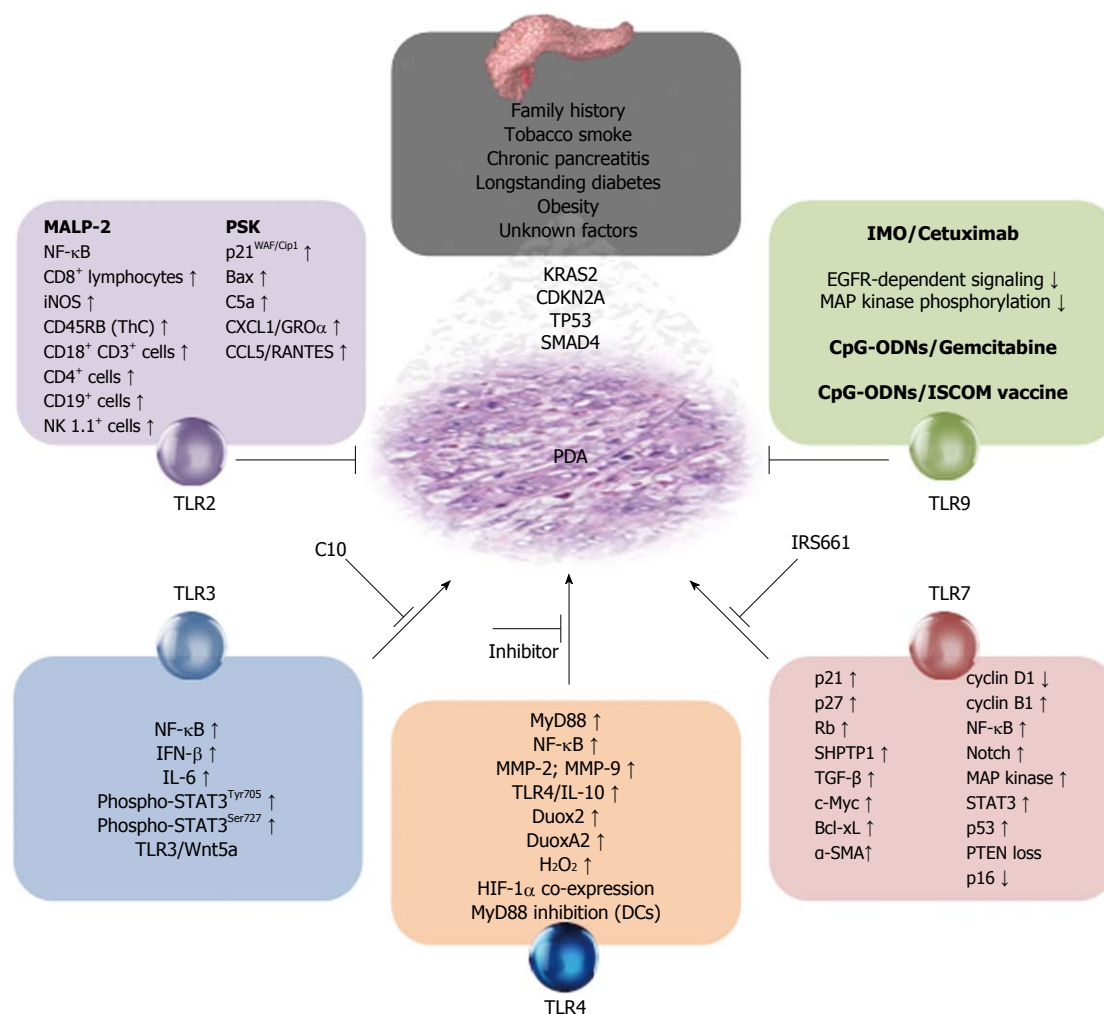 Family history
Tobacco smoke
Chronic pancreatitis
Longstanding diabetes
Obesity
Unknown factors
KRAS2
CDKN2A
TP53
SMAD4
PDA
MALP-2
NF-κB
CD8⁺ lymphocytes ↑
iNOS ↑
CD45RB (ThC) ↑
CD18⁺ CD3⁺ cells ↑
CD4⁺ cells ↑
CD19⁺ cells ↑
NK 1.1⁺ cells ↑
PSK
p21WAF/Cip1 ↑
Bax ↑
C5a ↑
CXCL1/GROα ↑
CCL5/RANTES ↑
TLR2
IMO/Cetuximab
EGFR-dependent signaling ↓
MAP kinase phosphorylation ↓
CpG-ODNs/Gemcitabine
CpG-ODNs/ISCOM vaccine
TLR9
C10
TLR3
NF-κB ↑
IFN-β ↑
IL-6 ↑
Phospho-STAT3Tyr705 ↑
Phospho-STAT3Ser727 ↑
TLR3/Wnt5a
Inhibitor
MyD88 ↑
NF-κB ↑
MMP-2; MMP-9 ↑
TLR4/IL-10 ↑
Duox2 ↑
DuoxA2 ↑
H₂O₂ ↑
HIF-1α co-expression
MyD88 inhibition (DCs)
TLR4
IRS661
TLR7
p21 ↑
p27 ↑
Rb ↑
SHPTP1 ↑
TGF-β ↑
c-Myc ↑
Bcl-xL ↑
α-SMA↑
cyclin D1 ↓
cyclin B1 ↑
NF-κB ↑
Notch ↑
MAP kinase ↑
STAT3 ↑
p53 ↑
PTEN loss
p16 ↓